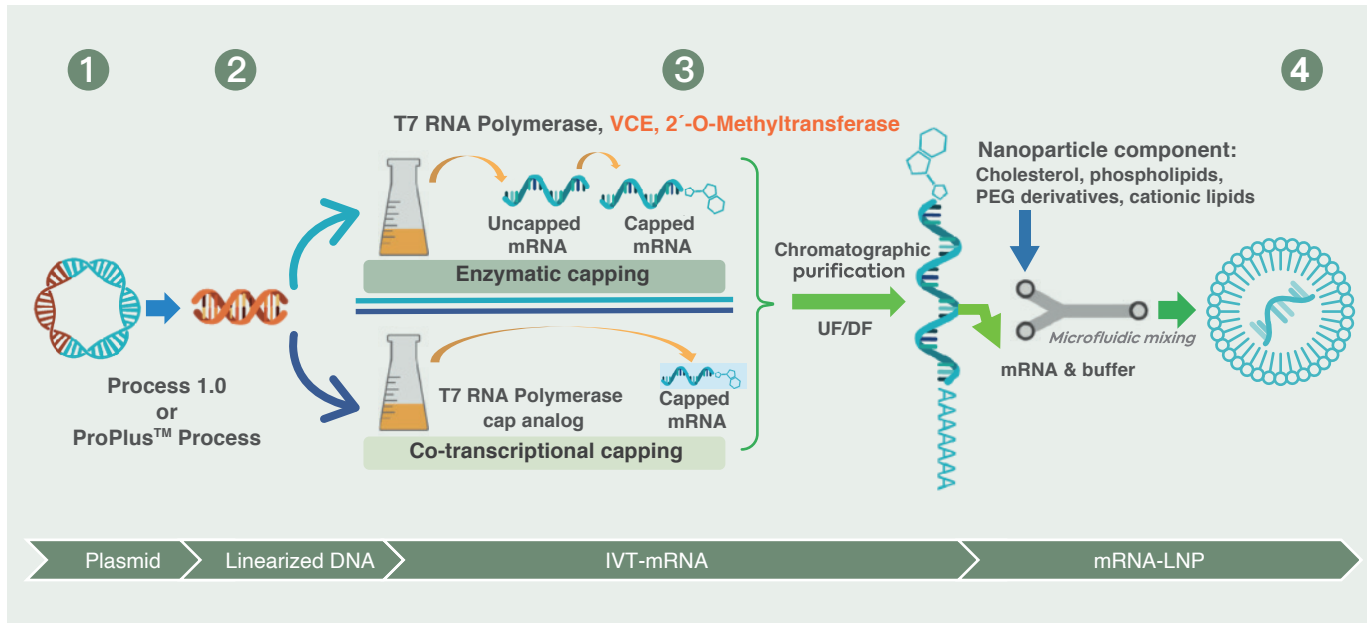 1
2
3
4
T7 RNA Polymerase, VCE, 2´-O-Methyltransferase
Uncapped
mRNA
Capped
mRNA
Enzymatic capping
Process 1.0
or
ProPlus™ Process
T7 RNA Polymerase
cap analog
Capped
mRNA
Co-transcriptional capping
Chromatographic
purification
UF/DF
AAAAAAA
Nanoparticle component:
Cholesterol, phospholipids,
PEG derivatives, cationic lipids
Microfluidic mixing
mRNA & buffer
Plasmid
Linearized DNA
IVT-mRNA
mRNA-LNP